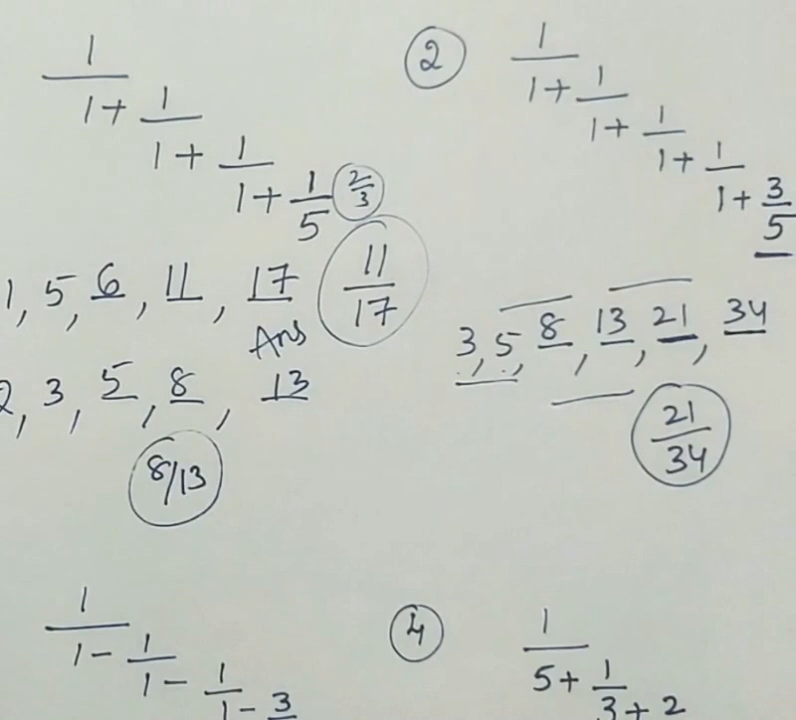 1
1 + 1
1 + 1
1 + 1 2/3
5
1, 5, 6, 11, 17 11/17
Ans
2, 3, 5, 8, 13
8/13
2
1
1 + 1
1 + 1
1 + 1
1 + 3
5
3, 5, 8, 13, 21, 34
21
34
1
1 - 1
1 - 1
1 - 3
4
1
5 + 1
3 + 2